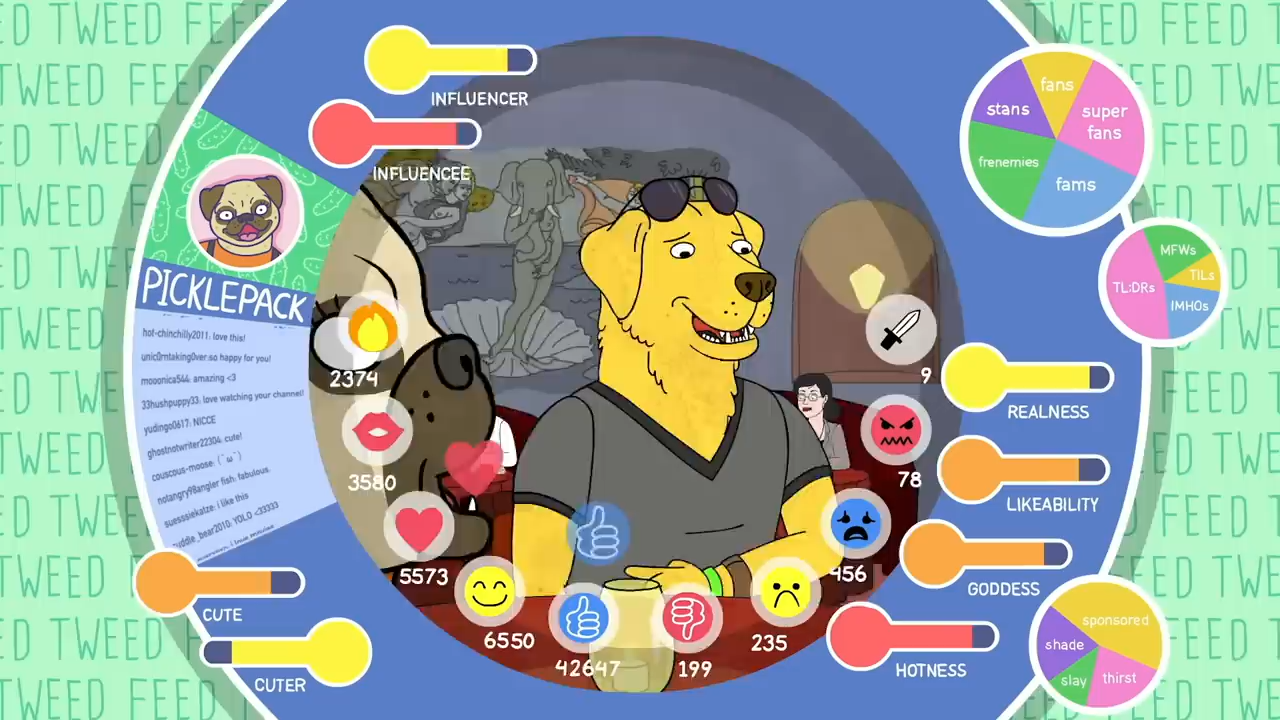 TWEED FEED
INFLUENCER
INFLUENCEE
fans
stans
super
fans
frenemies
fams
MFWs
TILs
TL:DRs
IMHOs
PICKLEPACK
hot-chinchilly2011: love this!
unic0rntaking0ver: so happy for you!
mooonica544: amazing <3
33hushpuppy33: love watching your channel!
yudingo0617: NICCE
ghostnotwriter22304: cute!
couscous-moose: (¯ω¯)
notangry98angler fish: fabulous.
suesssiekatze: i like this
cuddle_bear2010: YOLO <33333
2374
9
REALNESS
3580
78
LIKEABILITY
5573
456
GODDESS
6550
42647
199
235
HOTNESS
CUTE
CUTER
sponsored
shade
slay
thirst